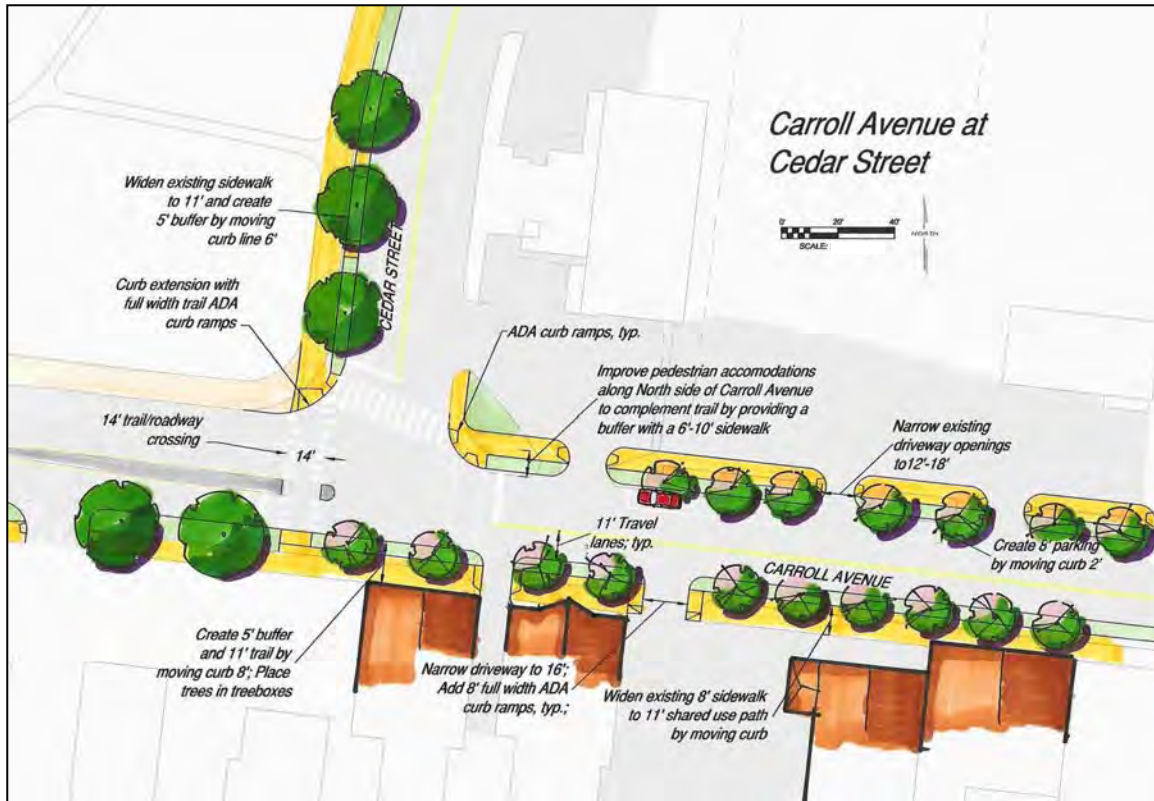 Carroll Avenue at
Cedar Street
0'
20'
40'
SCALE:
NORTH
Widen existing sidewalk
to 11' and create
5' buffer by moving
curb line 6'
CEDAR STREET
Curb extension with
full width trail ADA
curb ramps
ADA curb ramps, typ.
Improve pedestrian accomodations
along North side of Carroll Avenue
to complement trail by providing a
buffer with a 6'-10' sidewalk
14' trail/roadway
crossing
14'
Narrow existing
driveway openings
to12'-18'
11' Travel
lanes; typ.
CARROLL AVENUE
Create 8' parking
by moving curb 2'
Create 5' buffer
and 11' trail by
moving curb 8'; Place
trees in treeboxes
Narrow driveway to 16';
Add 8' full width ADA
curb ramps, typ.;
Widen existing 8' sidewalk
to 11' shared use path
by moving curb